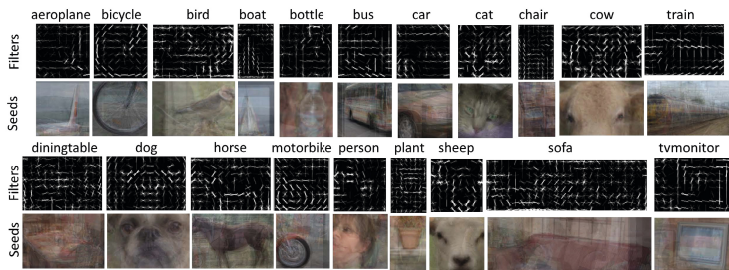 aeroplane bicycle bird boat bottle bus car cat chair cow train
Filters
Seeds
diningtable dog horse motorbike person plant sheep sofa tvmonitor
Filters
Seeds